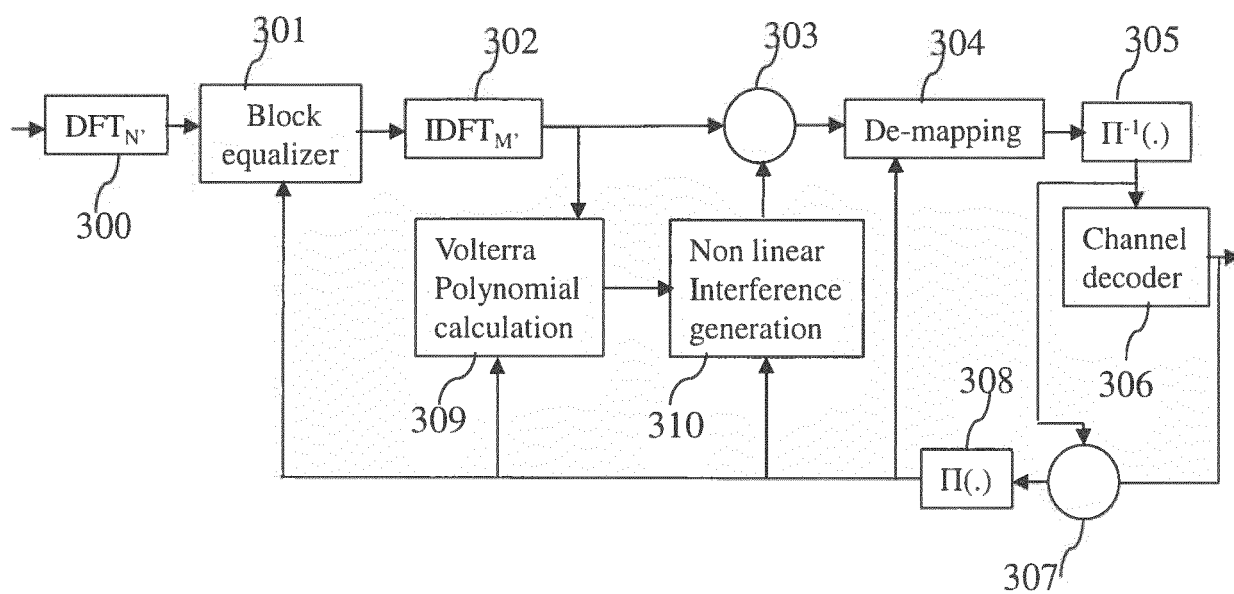 301
302
303
304
305
DFT_N'
Block
equalizer
IDFT_M'
De-mapping
Π⁻¹(.)
300
Volterra
Polynomial
calculation
Non linear
Interference
generation
Channel
decoder
309
310
308
306
Π(.)
307